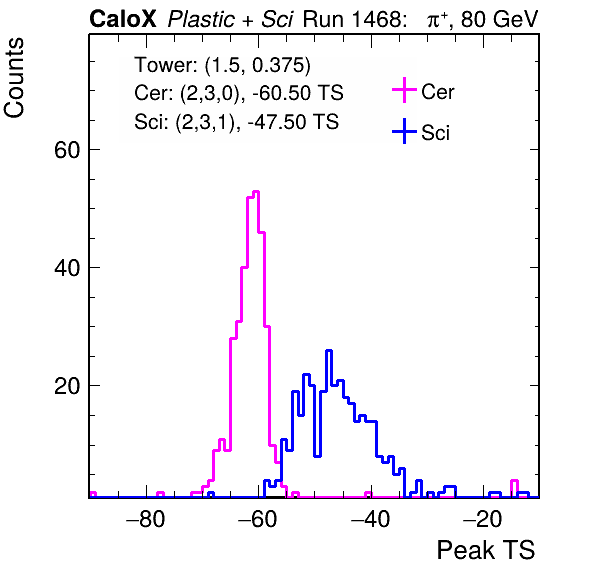 CaloX Plastic + Sci Run 1468: π⁺, 80 GeV
Counts
Tower: (1.5, 0.375)
Cer: (2,3,0), -60.50 TS
Sci: (2,3,1), -47.50 TS
Cer
Sci
60
40
20
−80 −60 −40 −20
Peak TS